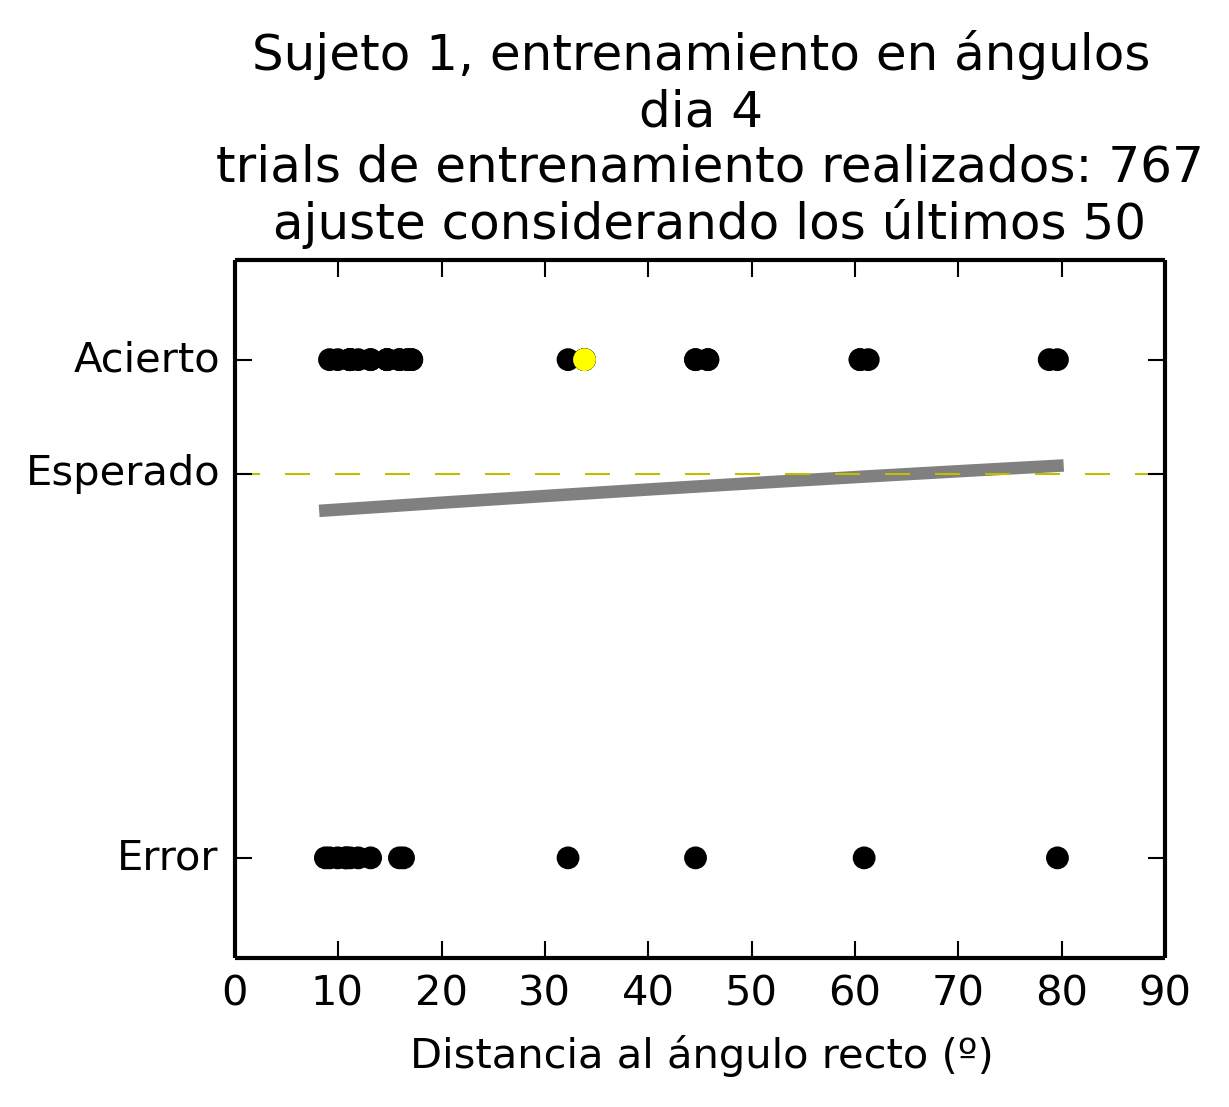 Sujeto 1, entrenamiento en ángulos
dia 4
trials de entrenamiento realizados: 767
ajuste considerando los últimos 50
Acierto
Esperado
Error
0 10 20 30 40 50 60 70 80 90
Distancia al ángulo recto (º)